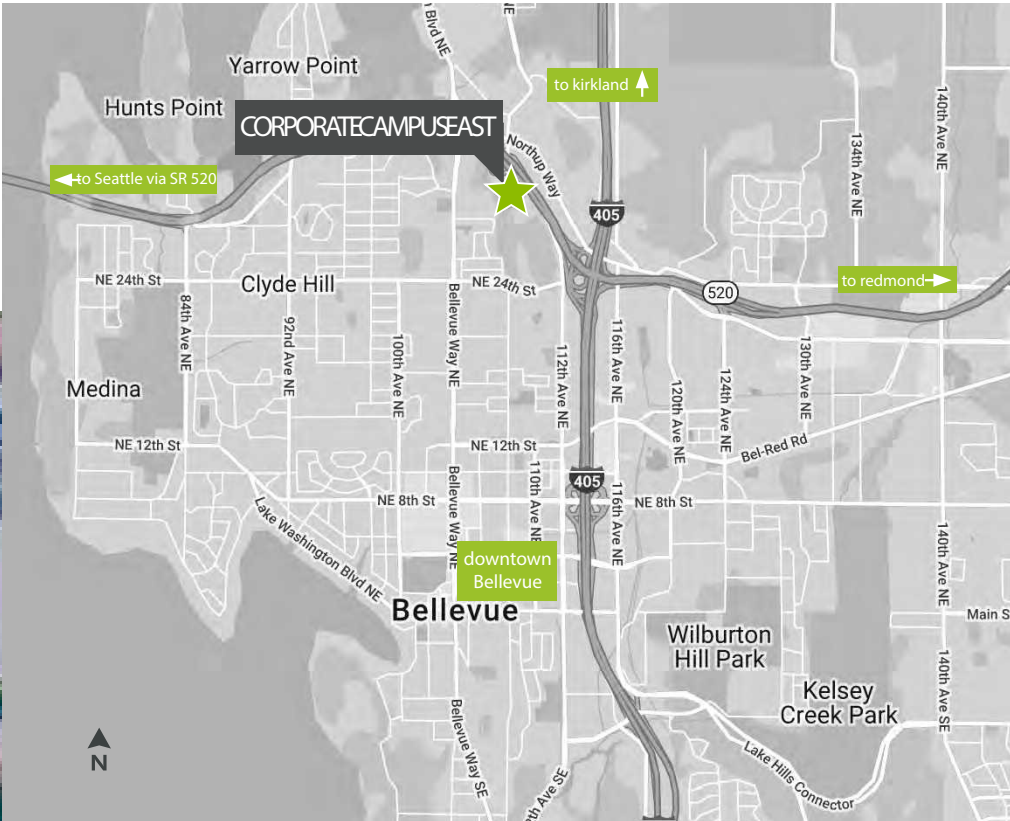 n Blvd NE
Yarrow Point
to kirkland
Hunts Point
140th Ave NE
CORPORATECAMPUSEAST
134th Ave NE
Northup Way
to Seattle via SR 520
405
NE 24th St
Clyde Hill
NE 24th St
520
to redmond
84th Ave NE
92nd Ave NE
100th Ave NE
Bellevue Way NE
112th Ave NE
116th Ave NE
120th Ave NE
124th Ave NE
130th Ave NE
Medina
NE 12th St
NE 12th St
Bel-Red Rd
405
NE 8th St
NE 8th St
Lake Washington Blvd NE
Bellevue Way NE
110th Ave NE
116th Ave NE
140th Ave NE
downtown
Bellevue
Bellevue
Main S
Wilburton
Hill Park
Kelsey
Creek Park
140th Ave SE
Bellevue Way SE
th Ave SE
Lake Hills Connector
N